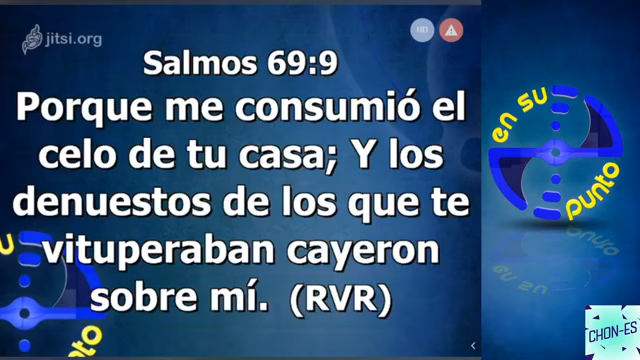 jitsi.org
HD
Salmos 69:9
Porque me consumió el
celo de tu casa; Y los
denuestos de los que te
vituperaban cayeron
sobre mí. (RVR)
en su
punto
CHON-ES